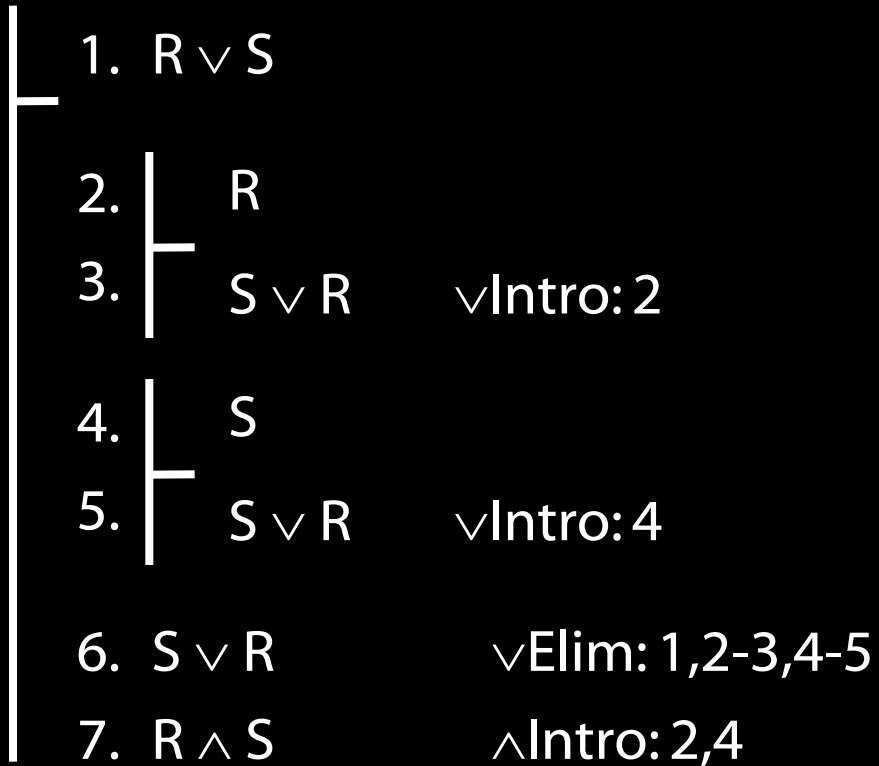 1. R ∨ S
2. R
3. S ∨ R ∨Intro: 2
4. S
5. S ∨ R ∨Intro: 4
6. S ∨ R ∨Elim: 1,2-3,4-5
7. R ∧ S ∧Intro: 2,4